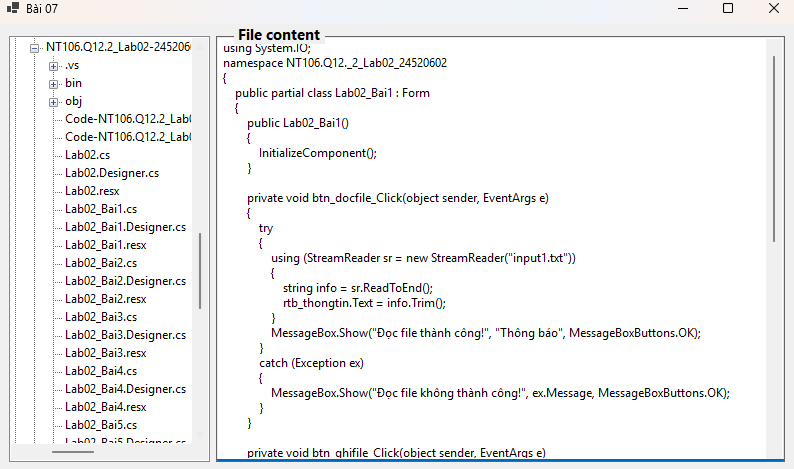 Bài 07
NT106.Q12.2_Lab02-2452060
.vs
bin
obj
Code-NT106.Q12.2_Lab0
Code-NT106.Q12.2_Lab0
Lab02.cs
Lab02.Designer.cs
Lab02.resx
Lab02_Bai1.cs
Lab02_Bai1.Designer.cs
Lab02_Bai1.resx
Lab02_Bai2.cs
Lab02_Bai2.Designer.cs
Lab02_Bai2.resx
Lab02_Bai3.cs
Lab02_Bai3.Designer.cs
Lab02_Bai3.resx
Lab02_Bai4.cs
Lab02_Bai4.Designer.cs
Lab02_Bai4.resx
Lab02_Bai5.cs
Lab02_Bai5.Designer.cs
File content
using System.IO;
namespace NT106.Q12._2_Lab02_24520602
{
public partial class Lab02_Bai1 : Form
{
public Lab02_Bai1()
{
InitializeComponent();
}
private void btn_docfile_Click(object sender, EventArgs e)
{
try
{
using (StreamReader sr = new StreamReader("input1.txt"))
{
string info = sr.ReadToEnd();
rtb_thongtin.Text = info.Trim();
}
MessageBox.Show("Đọc file thành công!", "Thông báo", MessageBoxButtons.OK);
}
catch (Exception ex)
{
MessageBox.Show("Đọc file không thành công!", ex.Message, MessageBoxButtons.OK);
}
}
private void btn_ghifile_Click(object sender, EventArgs e)